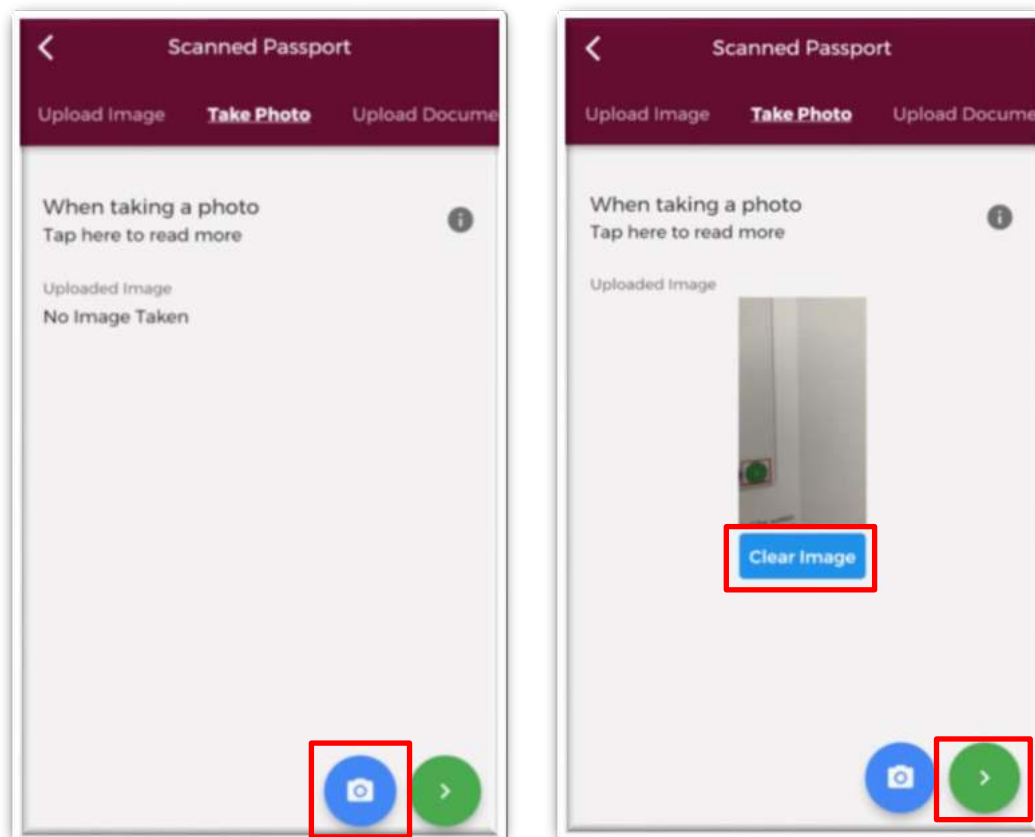 Scanned Passport
Upload Image Take Photo Upload Docume
When taking a photo
Tap here to read more
Uploaded Image
No Image Taken
Scanned Passport
Upload Image Take Photo Upload Docume
When taking a photo
Tap here to read more
Uploaded Image
Clear Image